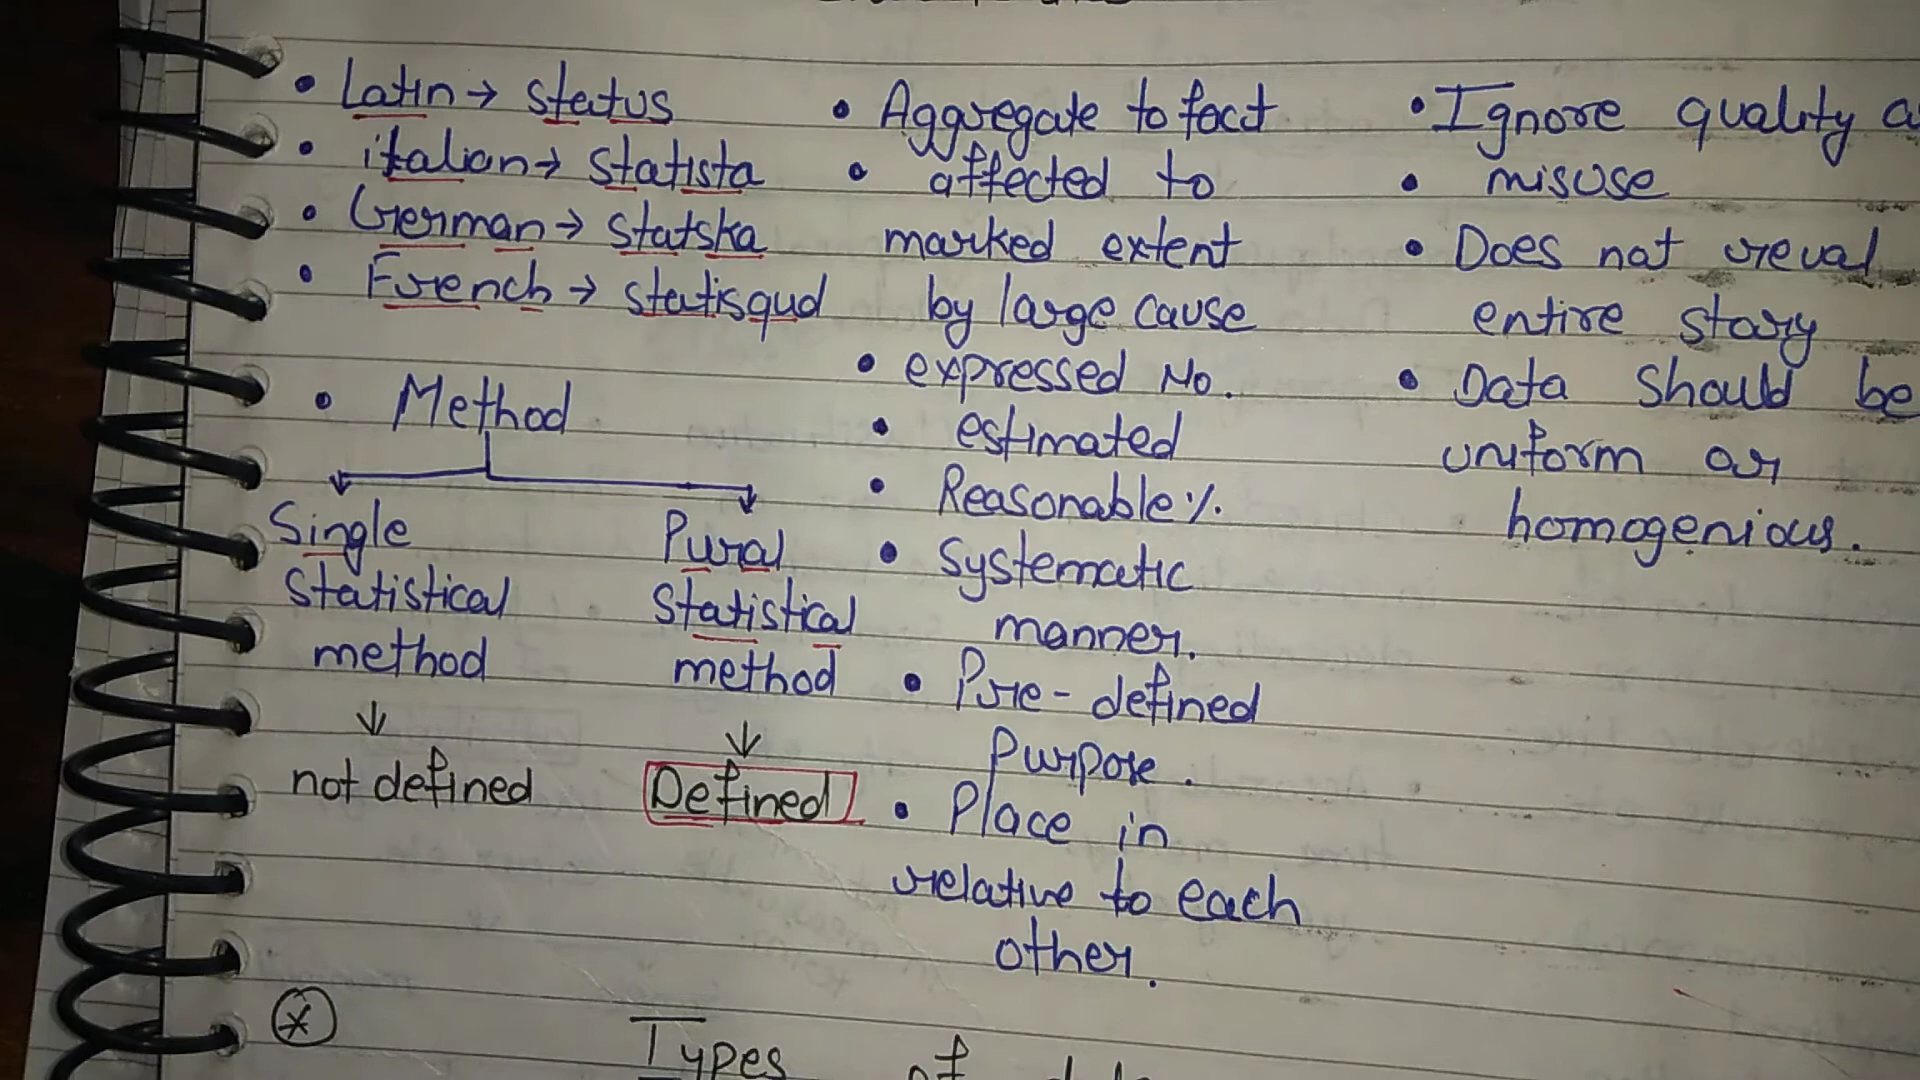 • Latin → status
• italian → statista
• German → statska
• French → statisqud
• Method
Single
statistical
method
↓
not defined
Pural
statistical
method
↓
Defined
• Aggregate to fact
• affected to
marked extent
by large cause
• expressed No.
• estimated
• Reasonable %.
• systematic
manner.
• Pre-defined
Purpose.
• Place in
relative to each
other.
• Ignore quality
• misuse
• Does not reval
entire story
• Data should be
uniform or
homogenious.
Types of